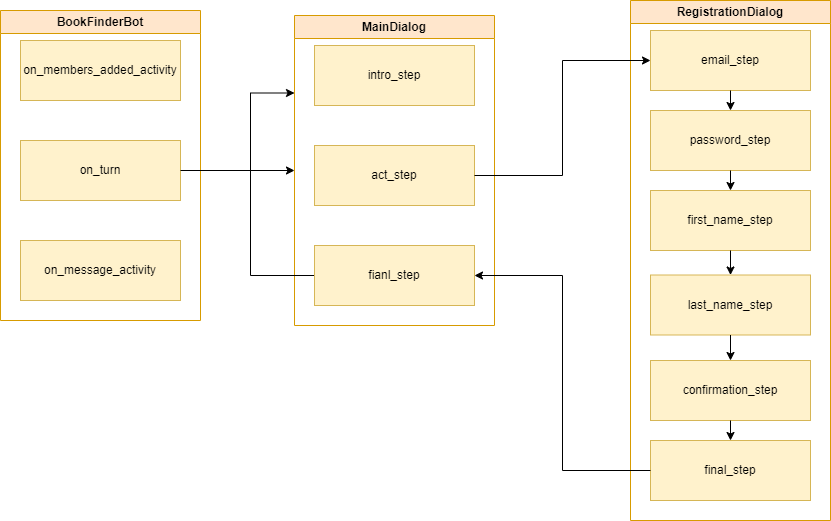 BookFinderBot
on_members_added_activity
on_turn
on_message_activity
MainDialog
intro_step
act_step
fianl_step
RegistrationDialog
email_step
password_step
first_name_step
last_name_step
confirmation_step
final_step